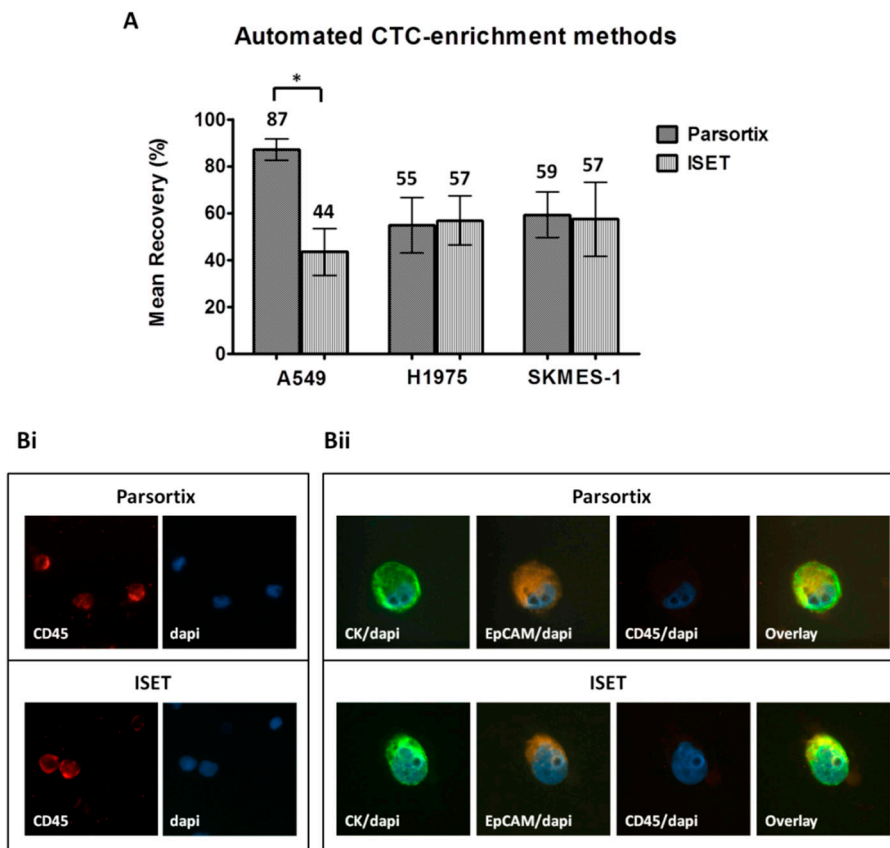 A
Automated CTC-enrichment methods
*
Mean Recovery (%)
100
80
60
40
20
0
87
44
55
57
59
57
Parsortix
ISET
A549
H1975
SKMES-1
Bi
Bii
Parsortix
CD45
dapi
Parsortix
CK/dapi
EpCAM/dapi
CD45/dapi
Overlay
ISET
CD45
dapi
ISET
CK/dapi
EpCAM/dapi
CD45/dapi
Overlay